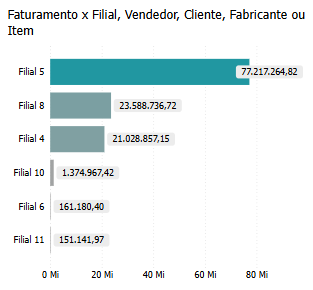 Faturamento x Filial, Vendedor, Cliente, Fabricante ou
Item
Filial 5 77.217.264,82
Filial 8 23.588.736,72
Filial 4 21.028.857,15
Filial 10 1.374.967,42
Filial 6 161.180,40
Filial 11 151.141,97
0 Mi 20 Mi 40 Mi 60 Mi 80 Mi